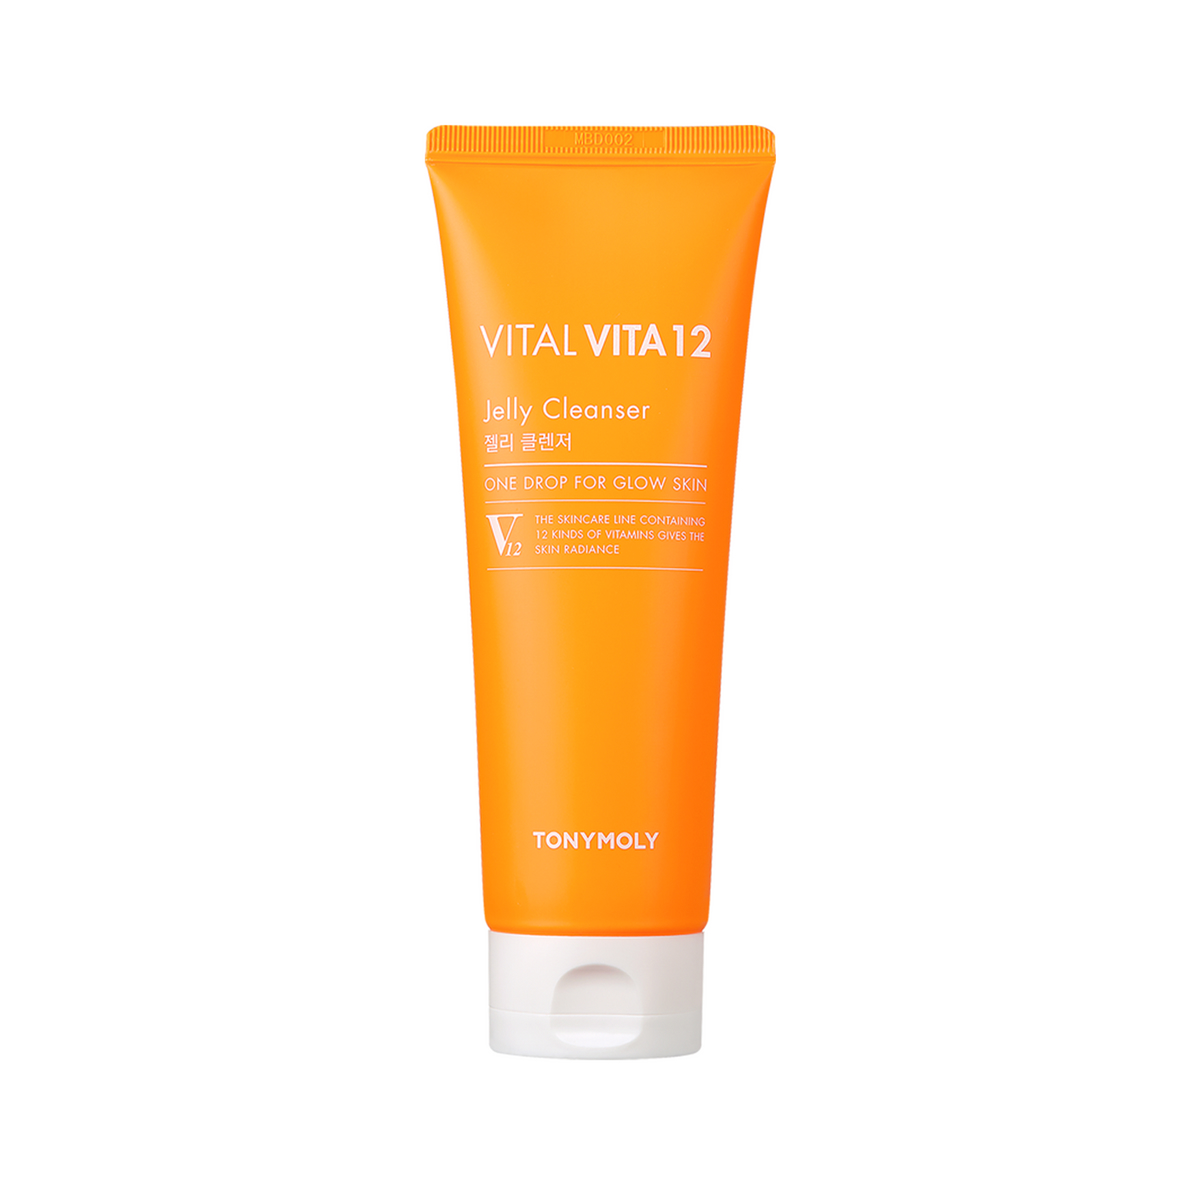 MBD002
VITAL VITA 12
Jelly Cleanser
젤리 클렌저
ONE DROP FOR GLOW SKIN
V12
THE SKINCARE LINE CONTAINING
12 KINDS OF VITAMINS GIVES THE
SKIN RADIANCE
TONYMOLY